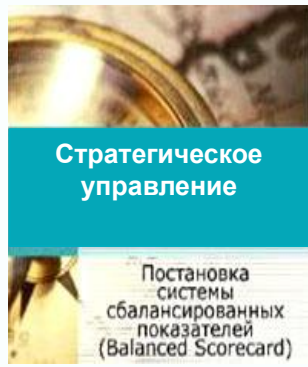 Стратегическое
управление
Постановка
системы
сбалансированных
показателей
(Balanced Scorecard)